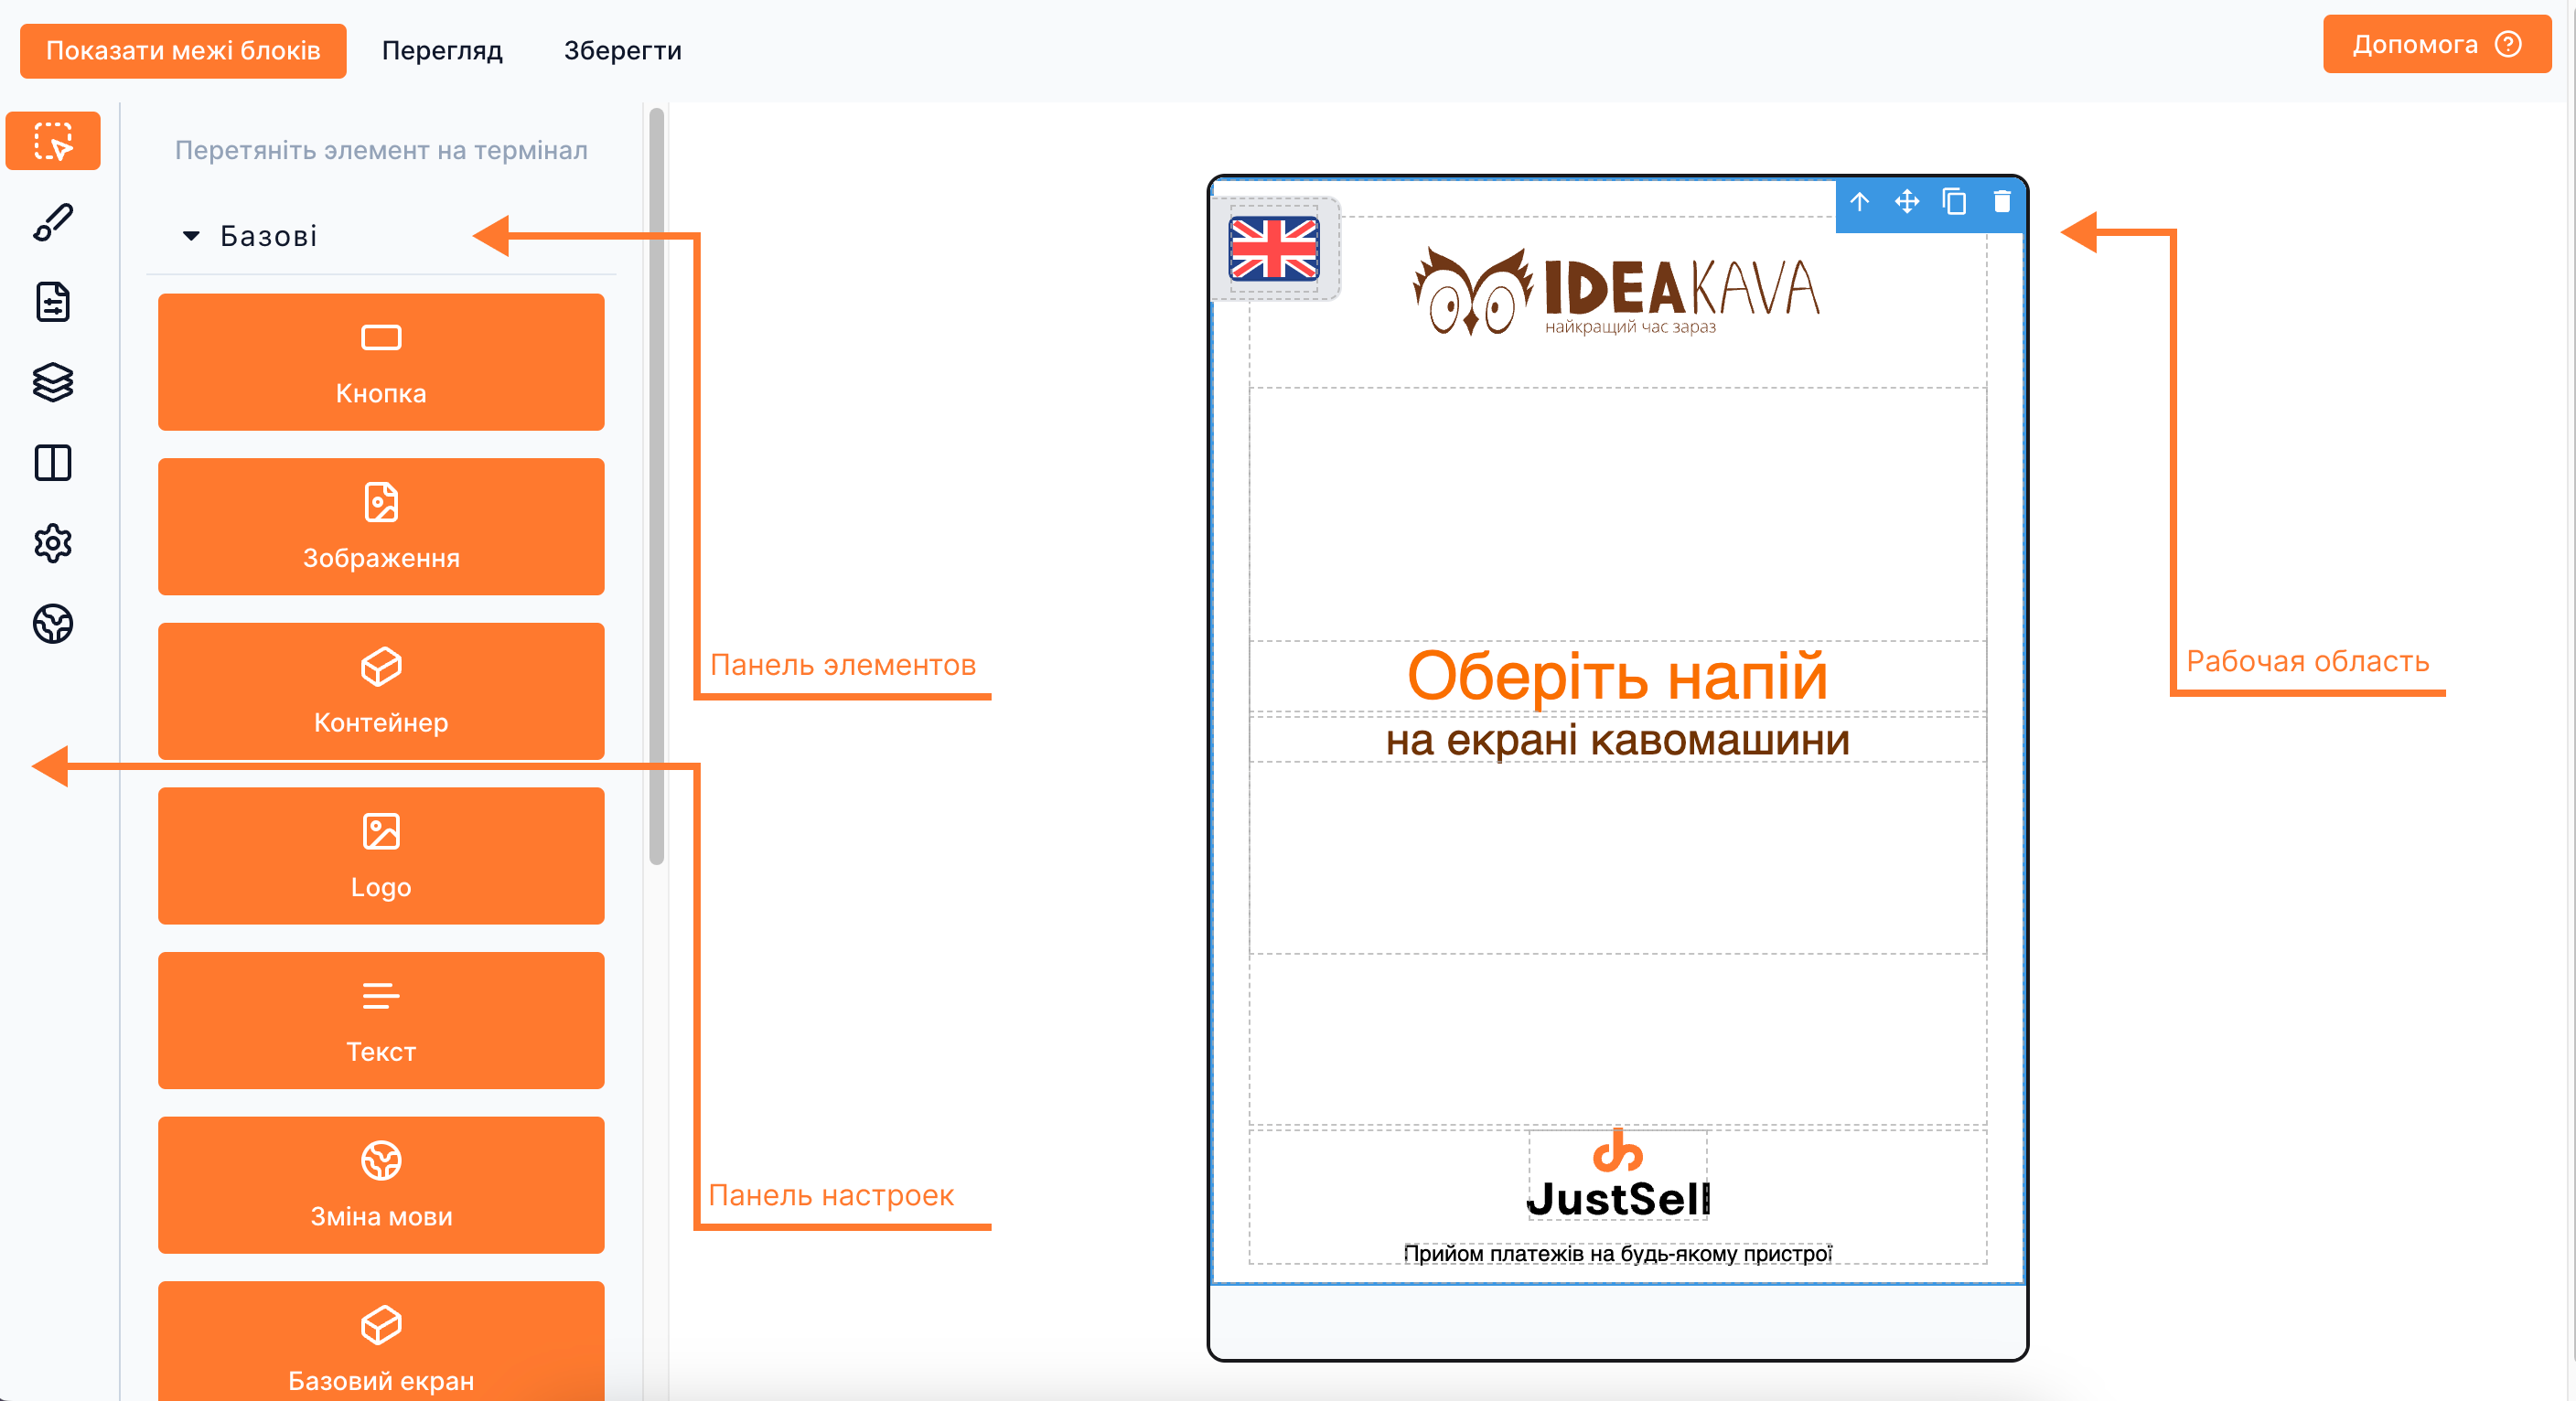 Показати межі блоків
Перегляд
Зберегти
Допомога
Перетяніть элемент на термінал
Базові
Кнопка
Зображення
Контейнер
Logo
Текст
Зміна мови
Базовий екран
Панель элементов
Панель настроек
IDEAKAVA
найкращий час зараз
Оберіть напій
на екрані кавомашини
JustSell
Прийом платежів на будь-якому пристрої
Рабочая область